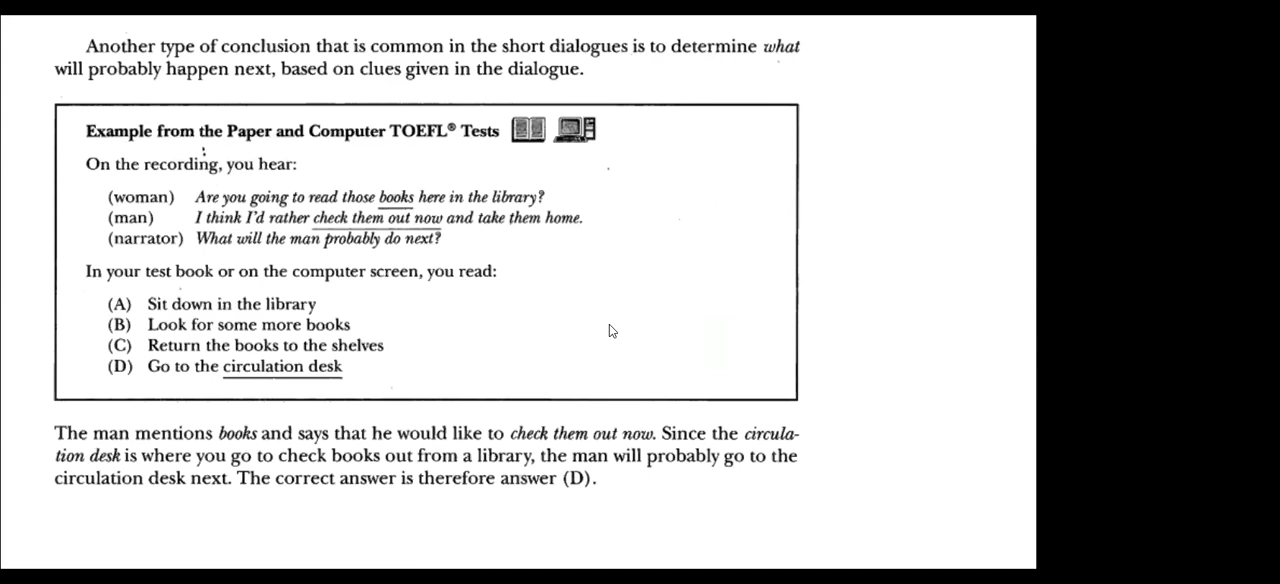 Another type of conclusion that is common in the short dialogues is to determine what
will probably happen next, based on clues given in the dialogue.
Example from the Paper and Computer TOEFL® Tests
On the recording, you hear:
(woman) Are you going to read those books here in the library?
(man) I think I'd rather check them out now and take them home.
(narrator) What will the man probably do next?
In your test book or on the computer screen, you read:
(A) Sit down in the library
(B) Look for some more books
(C) Return the books to the shelves
(D) Go to the circulation desk
The man mentions books and says that he would like to check them out now. Since the circula-
tion desk is where you go to check books out from a library, the man will probably go to the
circulation desk next. The correct answer is therefore answer (D).